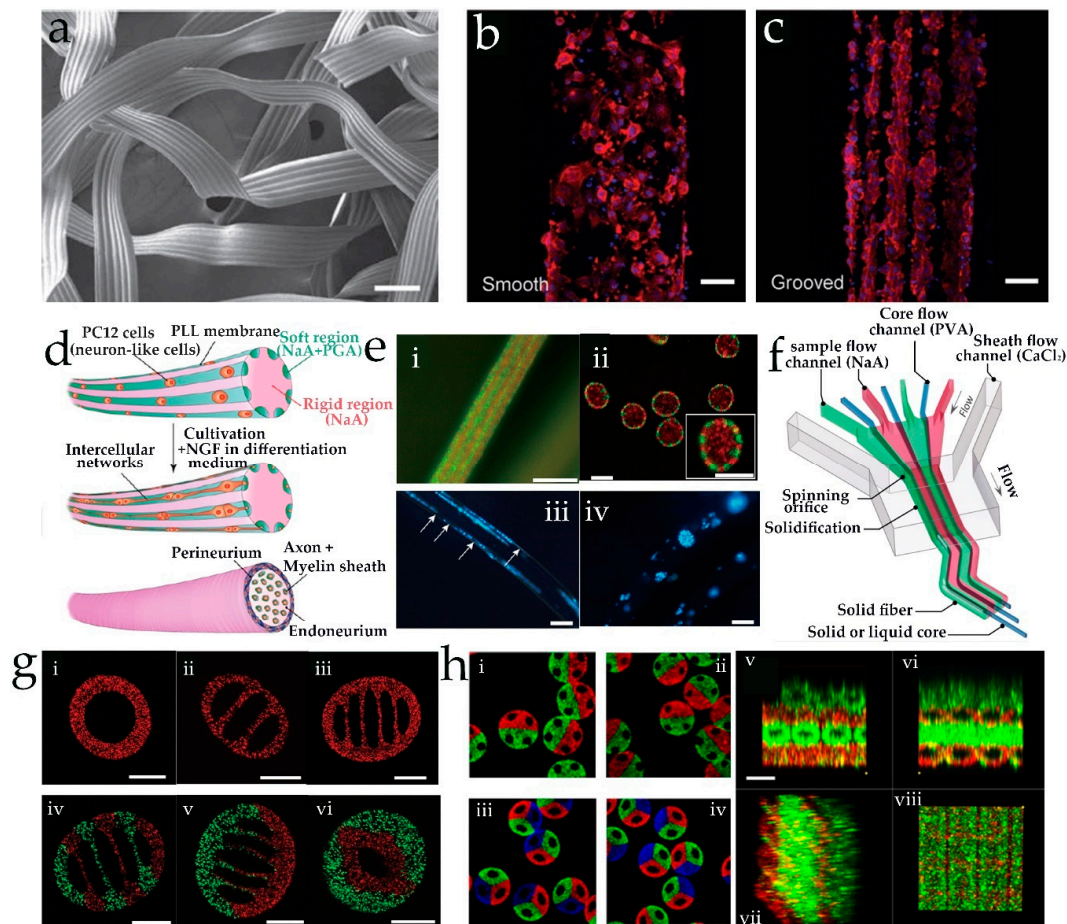 a
b
Smooth
c
Grooved
d
PC12 cells
(neuron-like cells)
PLL membrane
Soft region
(NaA+PGA)
Rigid region
(NaA)
Cultivation
+NGF in differentiation
medium
Intercellular
networks
Perineurium
Axon +
Myelin sheath
Endoneurium
e
i
ii
iii
iv
f
Core flow
channel (PVA)
sample flow
channel (NaA)
Sheath flow
channel (CaCl₂)
Flow
Flow
Spinning
orifice
Solidification
Solid fiber
Solid or liquid core
g
i
ii
iii
iv
v
vi
h
i
ii
iii
iv
v
vi
vii
viii